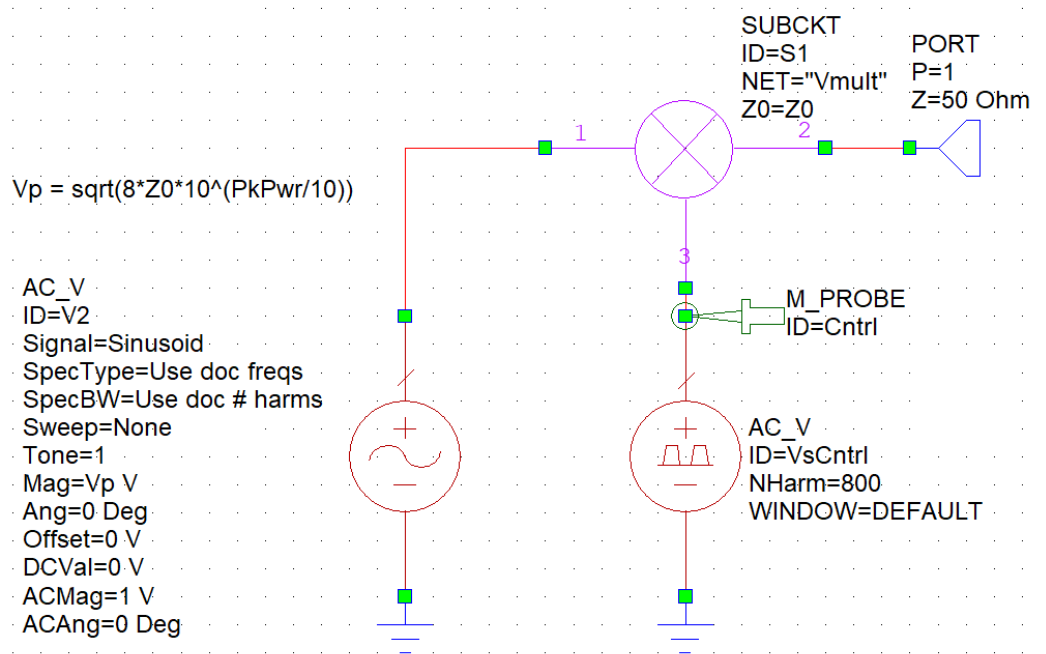 SUBCKT
ID=S1
NET="Vmult"
Z0=Z0
PORT
P=1
Z=50 Ohm
1
2
3
Vp = sqrt(8*Z0*10^(PkPwr/10))
AC_V
ID=V2
Signal=Sinusoid
SpecType=Use doc freqs
SpecBW=Use doc # harms
Sweep=None
Tone=1
Mag=Vp V
Ang=0 Deg
Offset=0 V
DCVal=0 V
ACMag=1 V
ACAng=0 Deg
M_PROBE
ID=Cntrl
AC_V
ID=VsCntrl
NHarm=800
WINDOW=DEFAULT